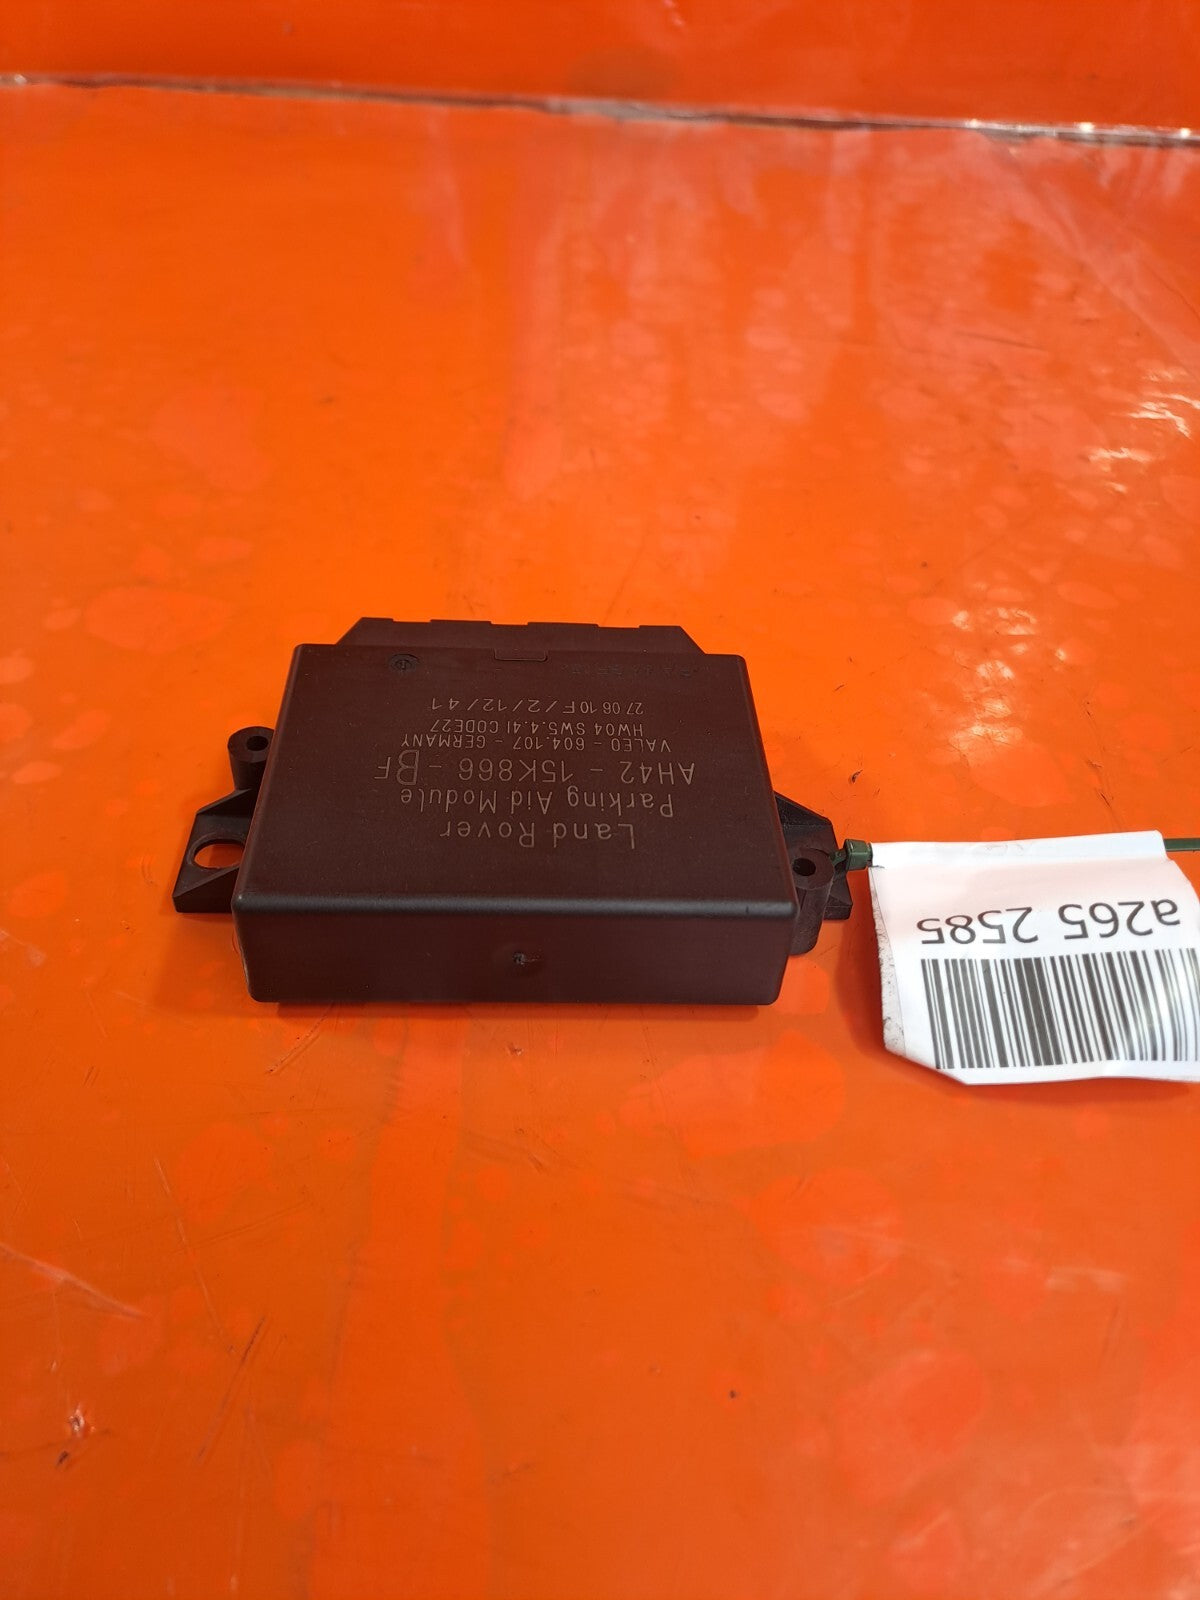 Land Rover
Parking Aid Module
AH42 - 15K866 - BF
VALEO - 604.107 - GERMANY
HW04 SW5.4.41 CODE27
27 06 10 F/2/12/41
a265 2585